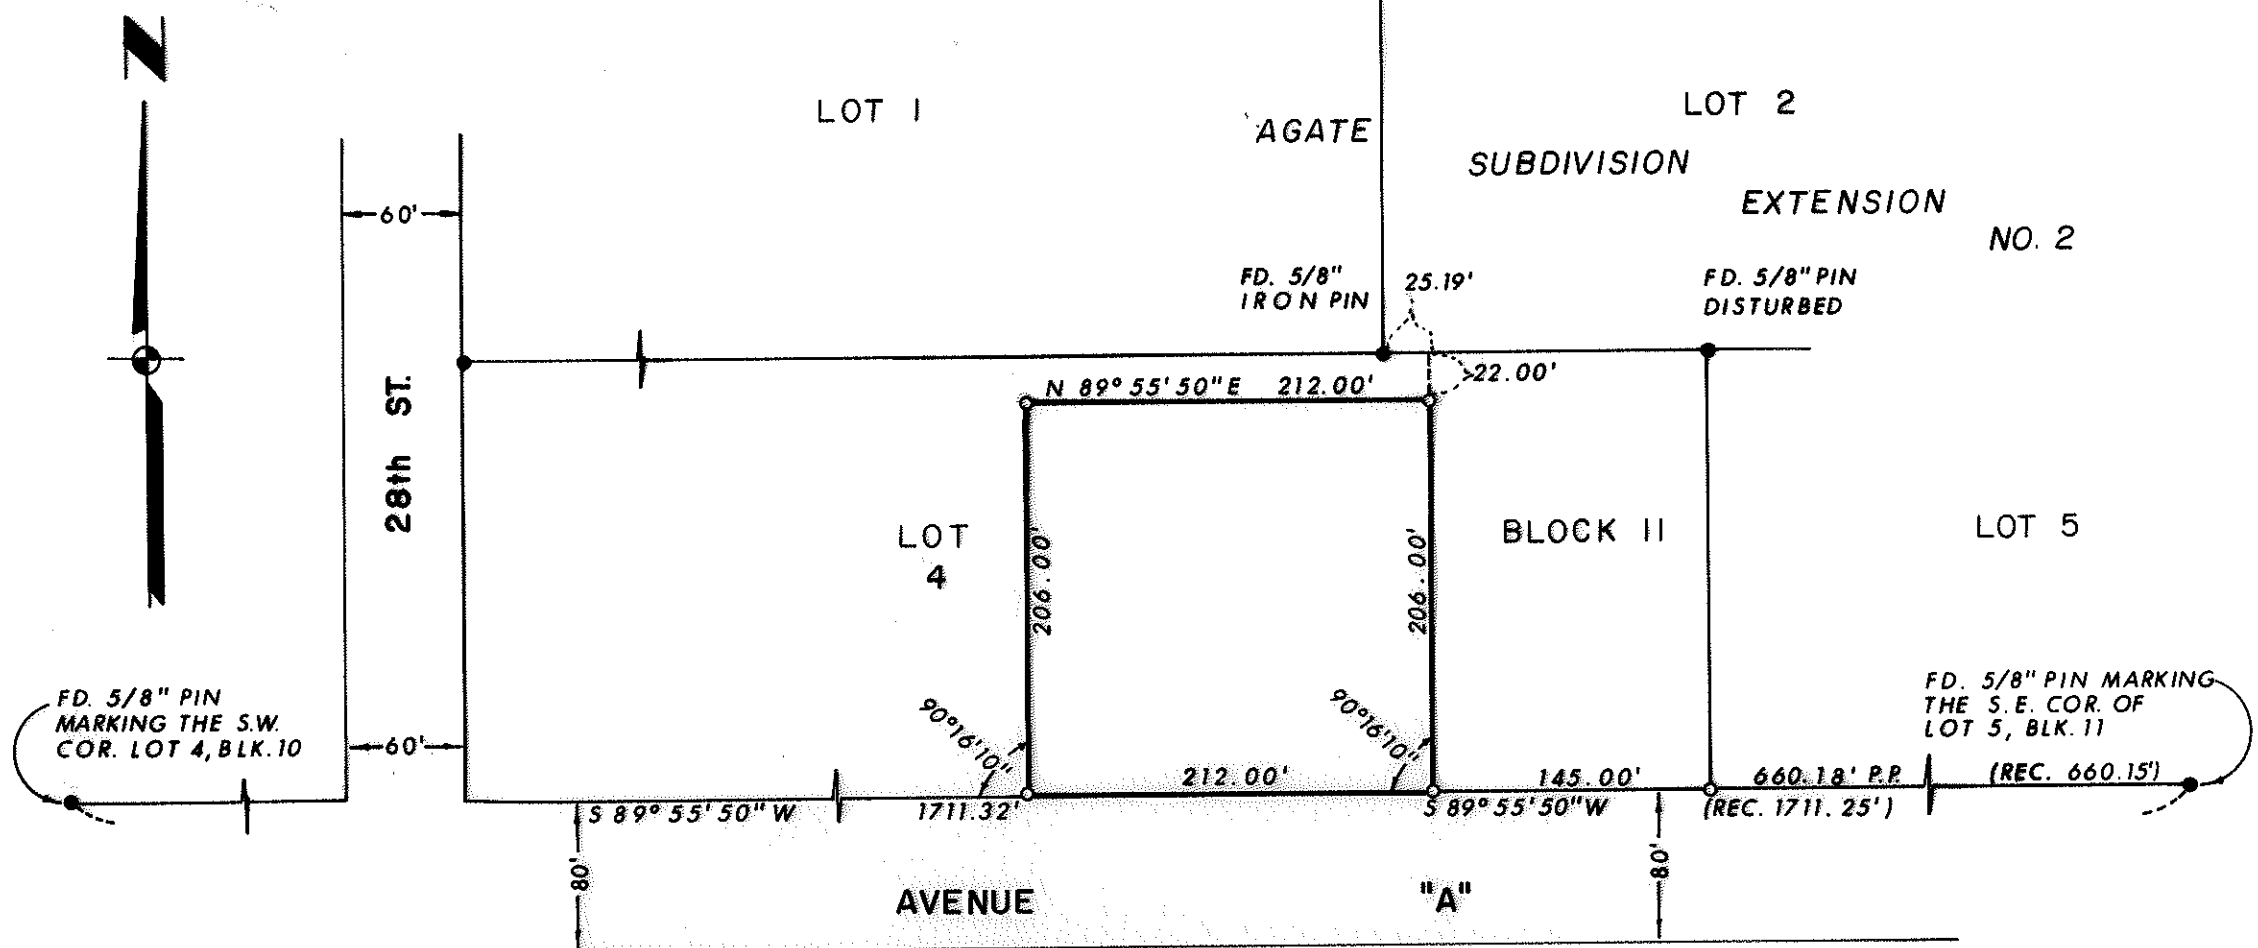 N
LOT 1
LOT 2
AGATE
SUBDIVISION
EXTENSION
NO. 2
60'
FD. 5/8"
IRON PIN
25.19'
FD. 5/8" PIN
DISTURBED
22.00'
N 89° 55' 50" E 212.00'
28th ST.
LOT
4
206.00'
206.00'
BLOCK 11
LOT 5
FD. 5/8" PIN
MARKING THE S.W.
COR. LOT 4, BLK. 10
60'
90°16'10"
90°16'10"
FD. 5/8" PIN MARKING
THE S.E. COR. OF
LOT 5, BLK. 11
212.00'
145.00'
660.18' P.P.
(REC. 660.15')
S 89° 55' 50" W
1711.32'
S 89° 55' 50" W
(REC. 1711.25')
80'
80'
AVENUE "A"